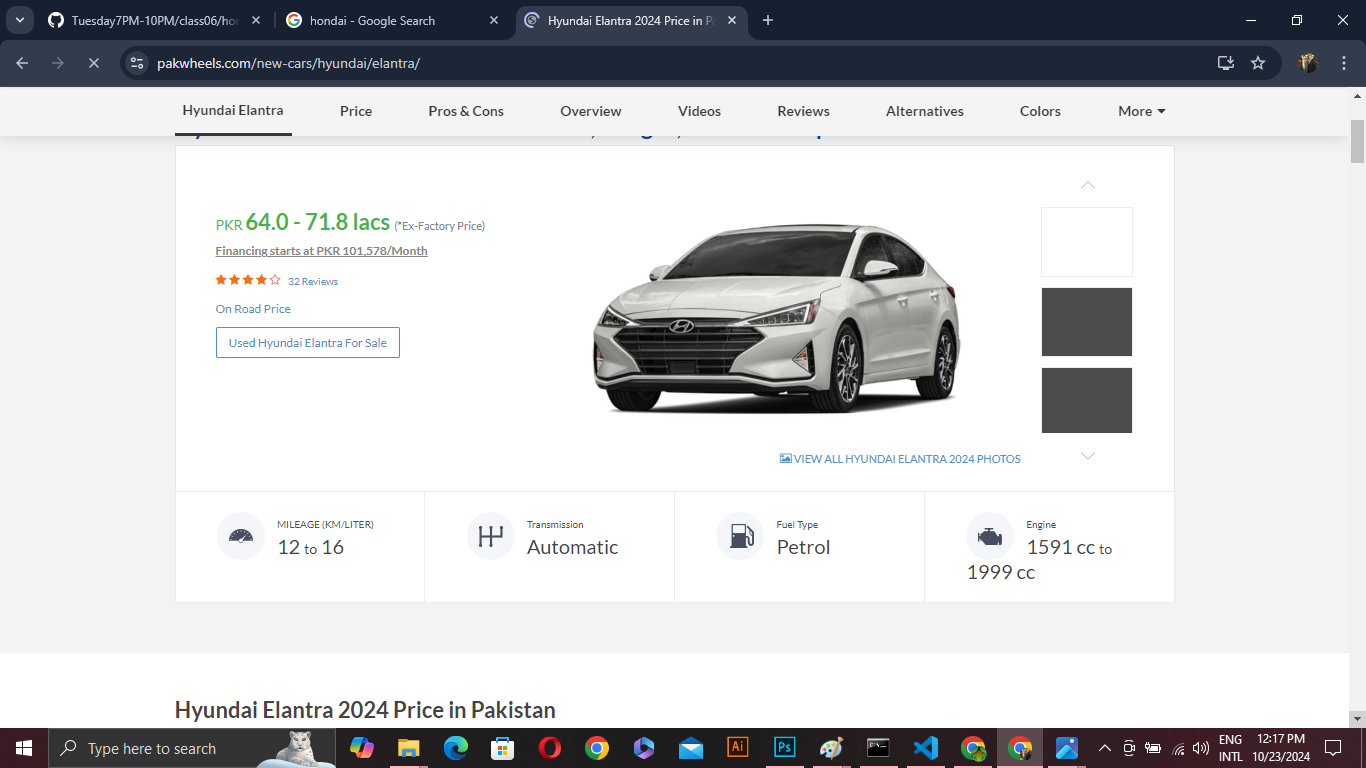 Tuesday7PM-10PM/class06/hor
hondai - Google Search
Hyundai Elantra 2024 Price in P
pakwheels.com/new-cars/hyundai/elantra/
Hyundai Elantra
Price
Pros & Cons
Overview
Videos
Reviews
Alternatives
Colors
More
PKR 64.0 - 71.8 lacs (*Ex-Factory Price)
Financing starts at PKR 101,578/Month
32 Reviews
On Road Price
Used Hyundai Elantra For Sale
VIEW ALL HYUNDAI ELANTRA 2024 PHOTOS
MILEAGE (KM/LITER)
12 to 16
Transmission
Automatic
Fuel Type
Petrol
Engine
1591 cc to
1999 cc
Hyundai Elantra 2024 Price in Pakistan
Type here to search
Ai
Ps
ENG
INTL
12:17 PM
10/23/2024